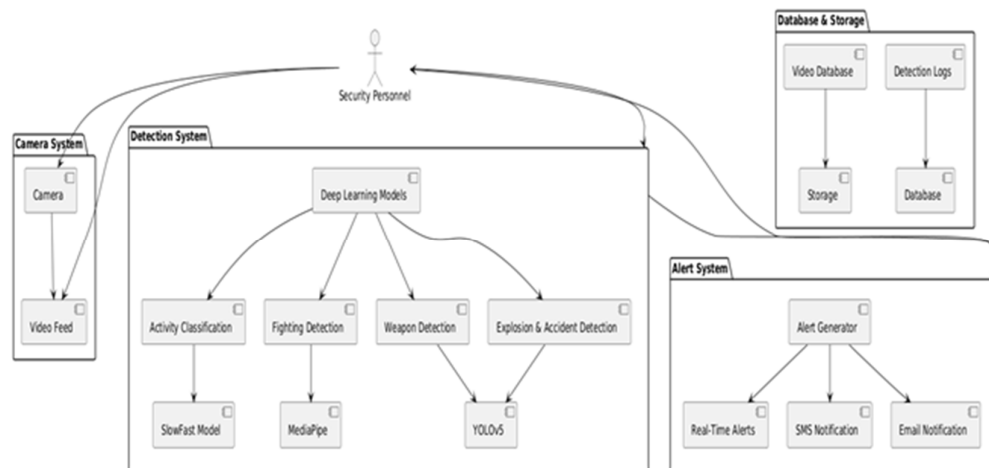 Database & Storage
Video Database
Detection Logs
Security Personnel
Camera System
Detection System
Camera
Deep Learning Models
Storage
Database
Alert System
Video Feed
Activity Classification
Fighting Detection
Weapon Detection
Explosion & Accident Detection
Alert Generator
SlowFast Model
MediaPipe
YOLOv5
Real-Time Alerts
SMS Notification
Email Notification